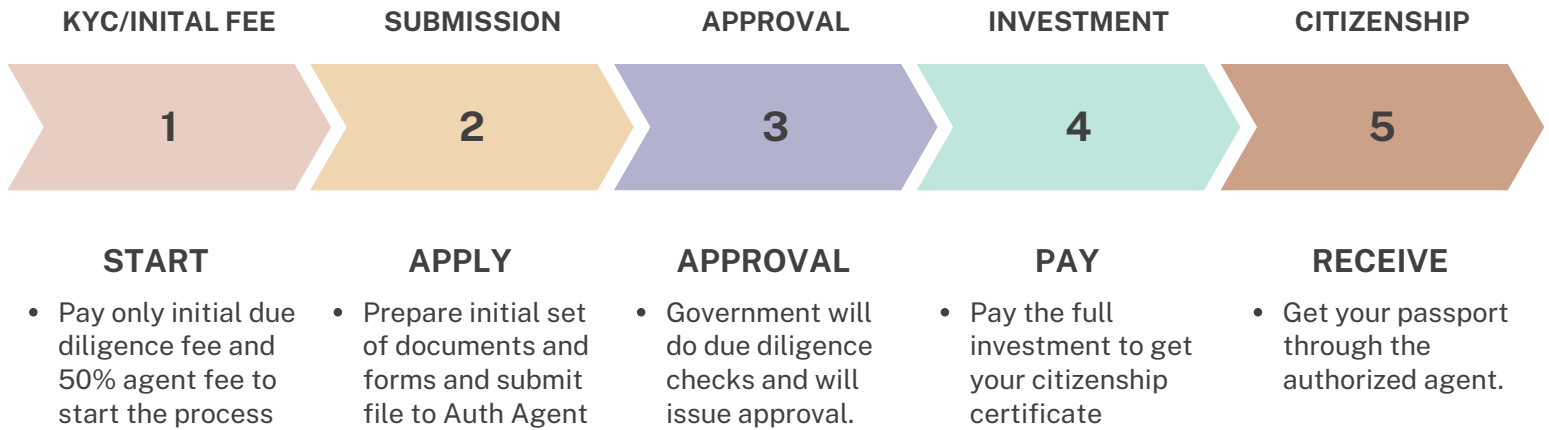 KYC/INITAL FEE
SUBMISSION
APPROVAL
INVESTMENT
CITIZENSHIP
1
2
3
4
5
START
• Pay only initial due
diligence fee and
50% agent fee to
start the process
APPLY
• Prepare initial set
of documents and
forms and submit
file to Auth Agent
APPROVAL
• Government will
do due diligence
checks and will
issue approval.
PAY
• Pay the full
investment to get
your citizenship
certificate
RECEIVE
• Get your passport
through the
authorized agent.